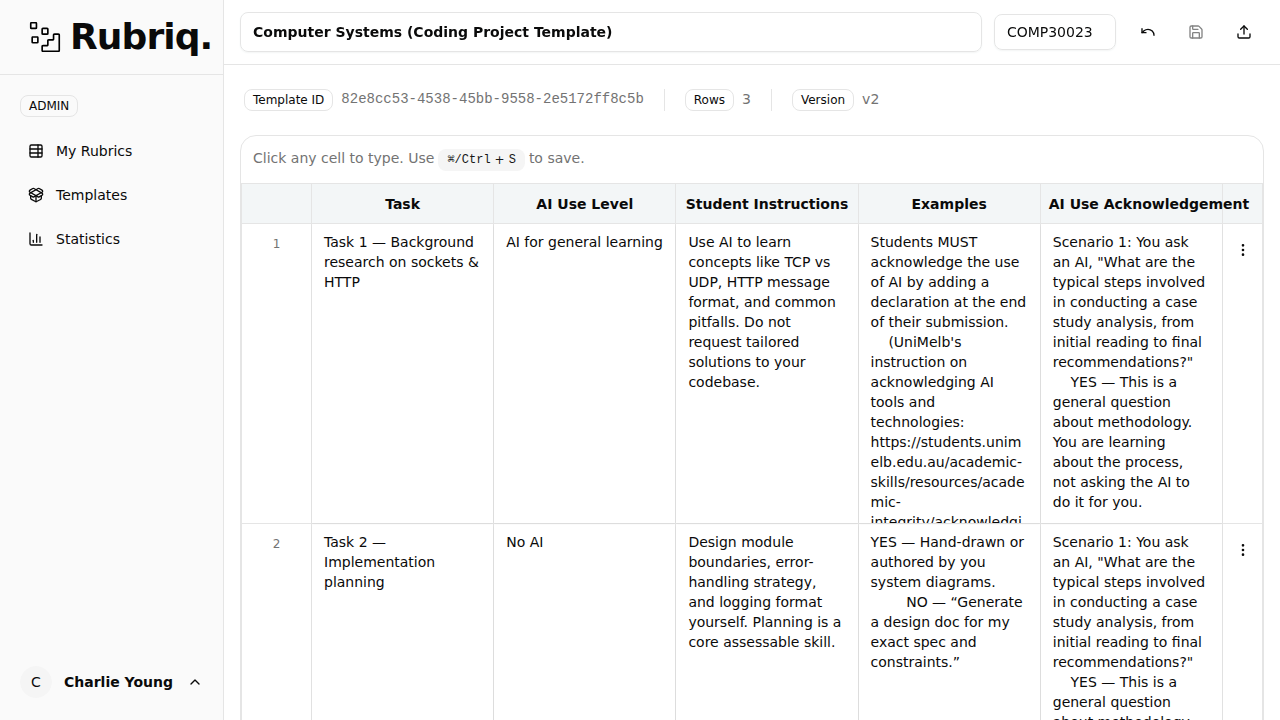 Rubriq.
Computer Systems (Coding Project Template)
COMP30023
ADMIN
My Rubrics
Templates
Statistics
C
Charlie Young
Template ID
82e8cc53-4538-45bb-9558-2e5172ff8c5b
Rows
3
Version
v2
Click any cell to type. Use ⌘/Ctrl + S to save.
Task
AI Use Level
Student Instructions
Examples
AI Use Acknowledgement
1
Task 1 — Background
research on sockets &
HTTP
AI for general learning
Use AI to learn
concepts like TCP vs
UDP, HTTP message
format, and common
pitfalls. Do not
request tailored
solutions to your
codebase.
Students MUST
acknowledge the use
of AI by adding a
declaration at the end
of their submission.
(UniMelb's
instruction on
acknowledging AI
tools and
technologies:
https://students.unim
elb.edu.au/academic-
skills/resources/acade
mic-
integrity/acknowledgi
Scenario 1: You ask
an AI, "What are the
typical steps involved
in conducting a case
study analysis, from
initial reading to final
recommendations?"
YES — This is a
general question
about methodology.
You are learning
about the process,
not asking the AI to
do it for you.
2
Task 2 —
Implementation
planning
No AI
Design module
boundaries, error-
handling strategy,
and logging format
yourself. Planning is a
core assessable skill.
YES — Hand-drawn or
authored by you
system diagrams.
NO — “Generate
a design doc for my
exact spec and
constraints.”
Scenario 1: You ask
an AI, "What are the
typical steps involved
in conducting a case
study analysis, from
initial reading to final
recommendations?"
YES — This is a
general question
about methodology.